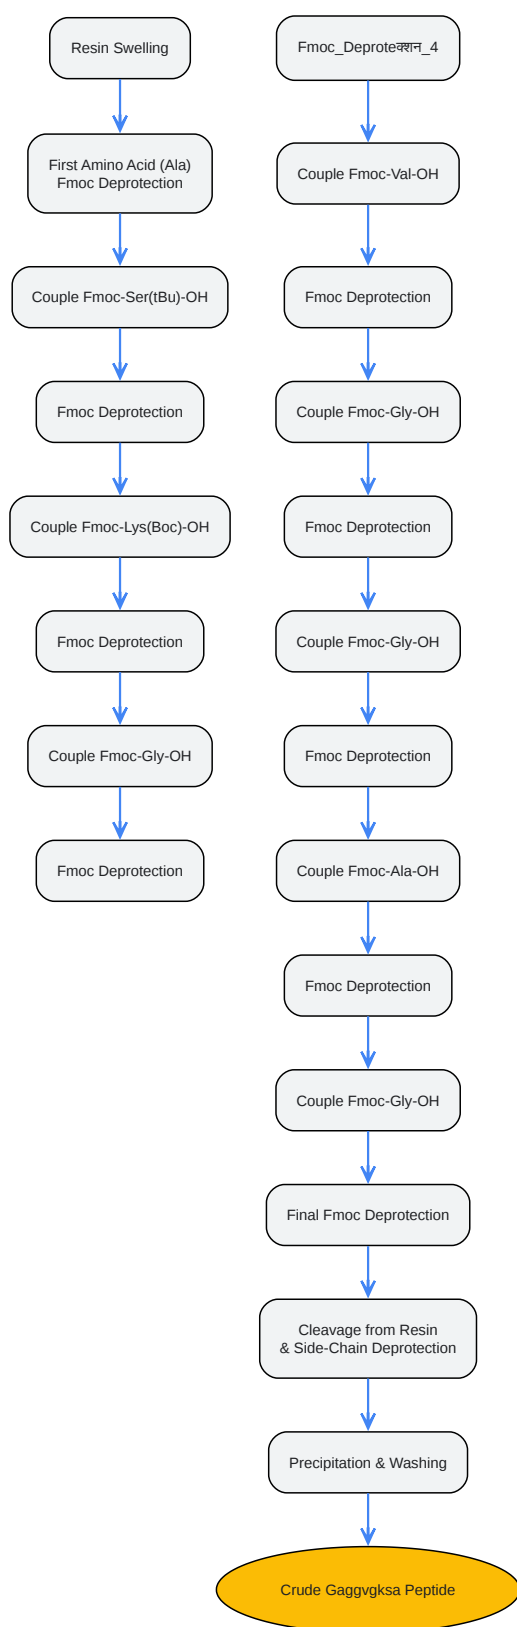 Resin Swelling
First Amino Acid (Ala)
Fmoc Deprotection
Couple Fmoc-Ser(tBu)-OH
Fmoc Deprotection
Couple Fmoc-Lys(Boc)-OH
Fmoc Deprotection
Couple Fmoc-Gly-OH
Fmoc Deprotection
Fmoc_Deproteक्शन_4
Couple Fmoc-Val-OH
Fmoc Deprotection
Couple Fmoc-Gly-OH
Fmoc Deprotection
Couple Fmoc-Gly-OH
Fmoc Deprotection
Couple Fmoc-Ala-OH
Fmoc Deprotection
Couple Fmoc-Gly-OH
Final Fmoc Deprotection
Cleavage from Resin
& Side-Chain Deprotection
Precipitation & Washing
Crude Gaggvgksa Peptide